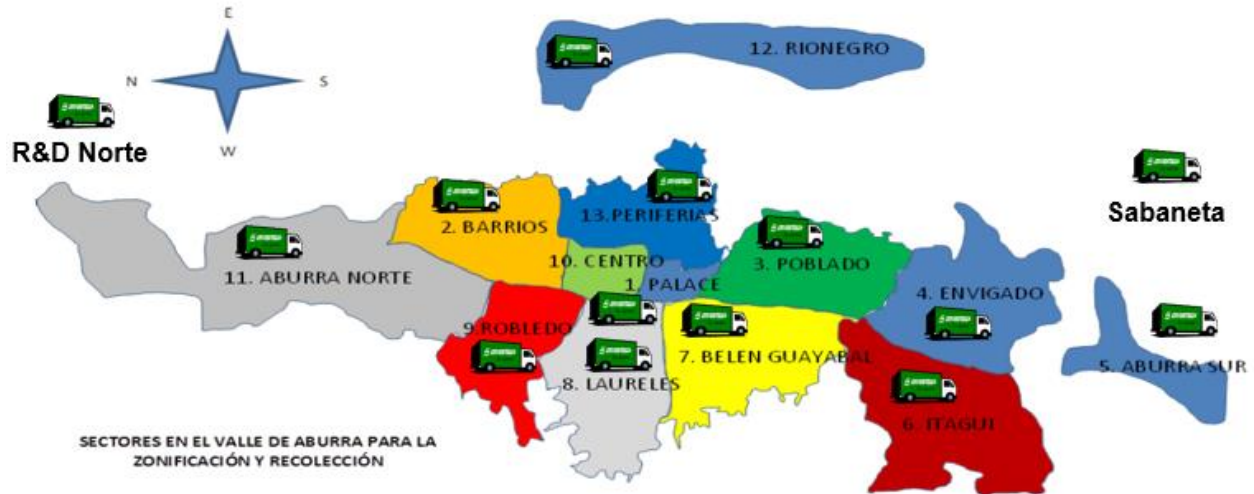 E
N
S
W
12. RIONEGRO
R&D Norte
Sabaneta
2. BARRIOS
13.PERIFERIAS
10. CENTRO
1. PALACE
3. POBLADO
11. ABURRA NORTE
4. ENVIGADO
9.ROBLEDO
7. BELEN GUAYABAL
8. LAURELES
5. ABURRA SUR
6. ITAGUI
SECTORES EN EL VALLE DE ABURRA PARA LA
ZONIFICACIÓN Y RECOLECCIÓN